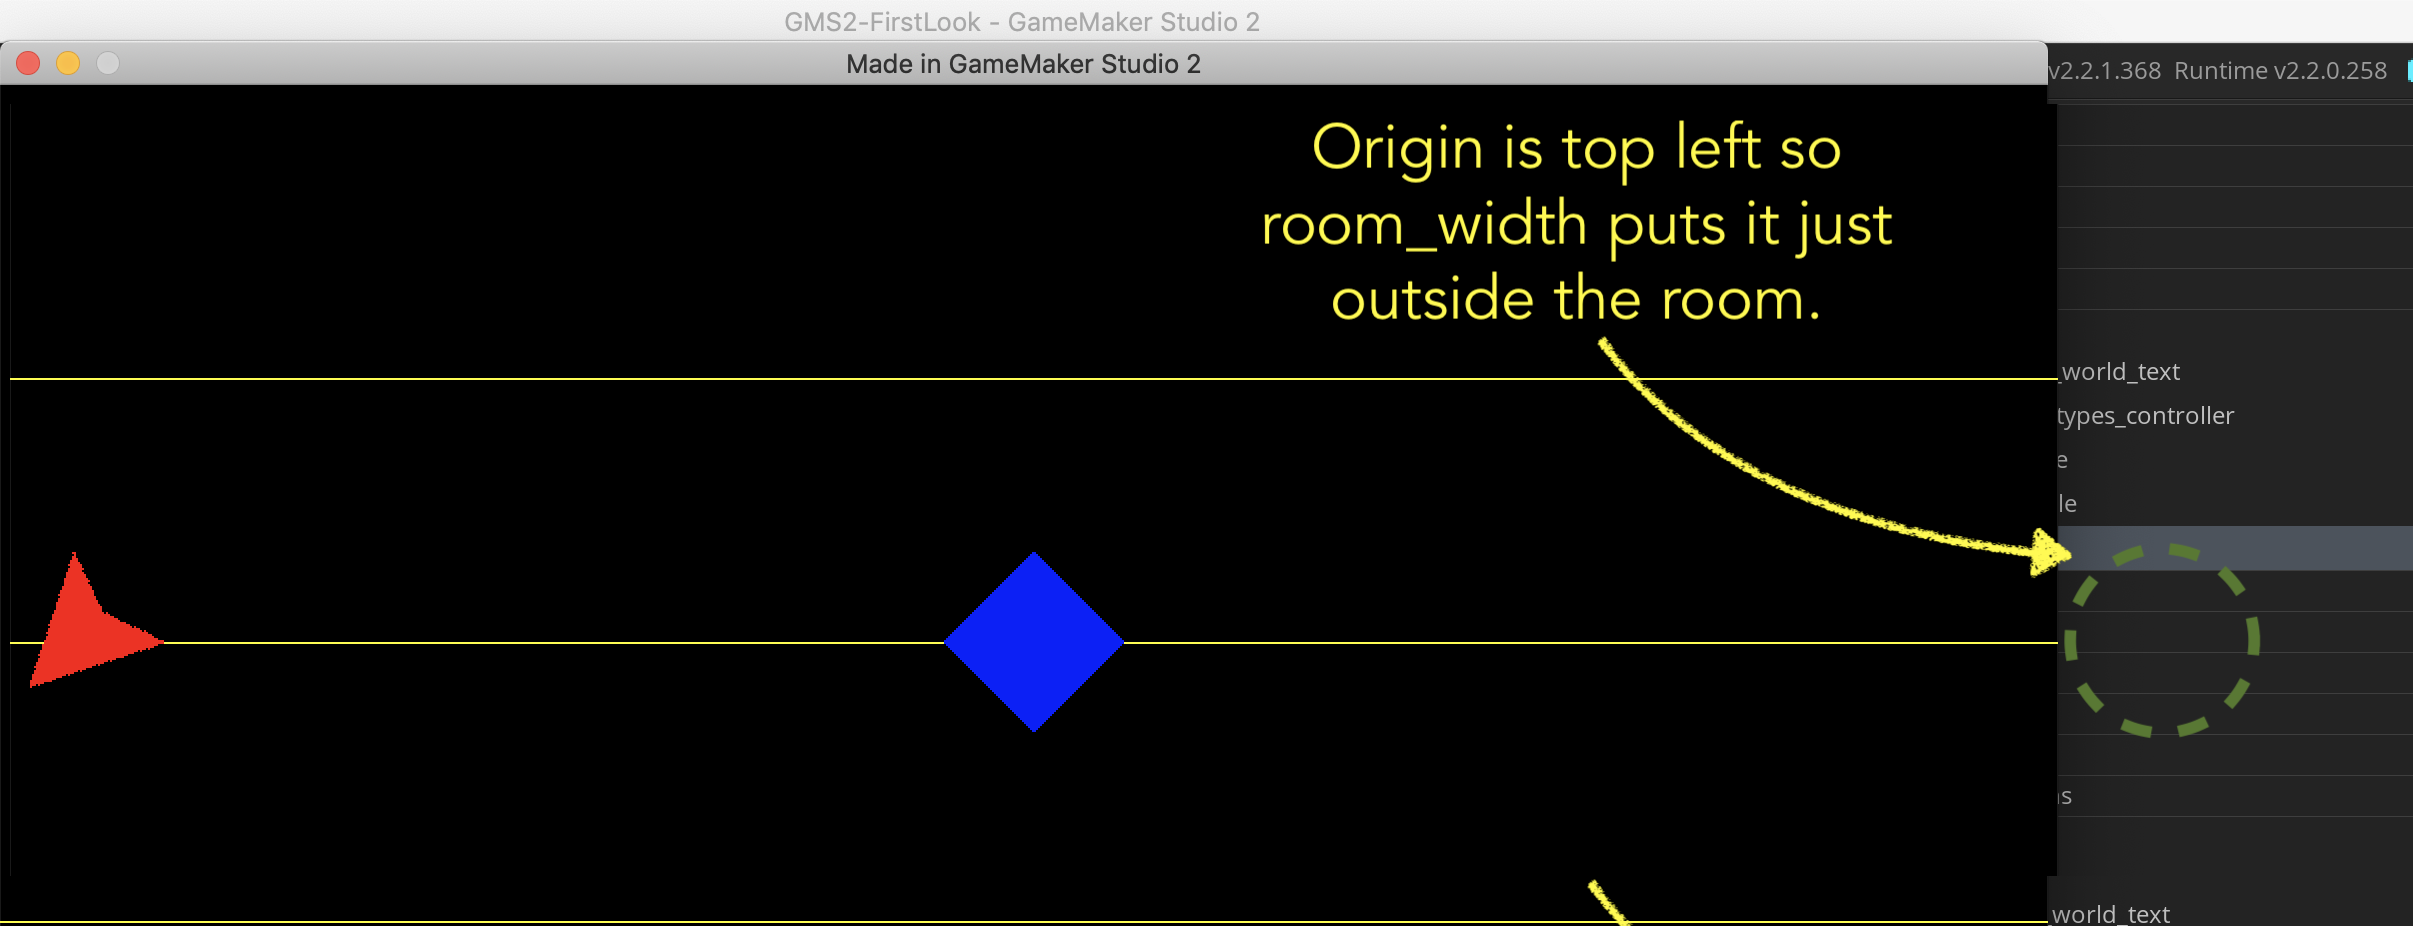 GMS2-FirstLook - GameMaker Studio 2
Made in GameMaker Studio 2
v2.2.1.368 Runtime v2.2.0.258
Origin is top left so
room_width puts it just
outside the room.
_world_text
types_controller
e
le
s
world_text